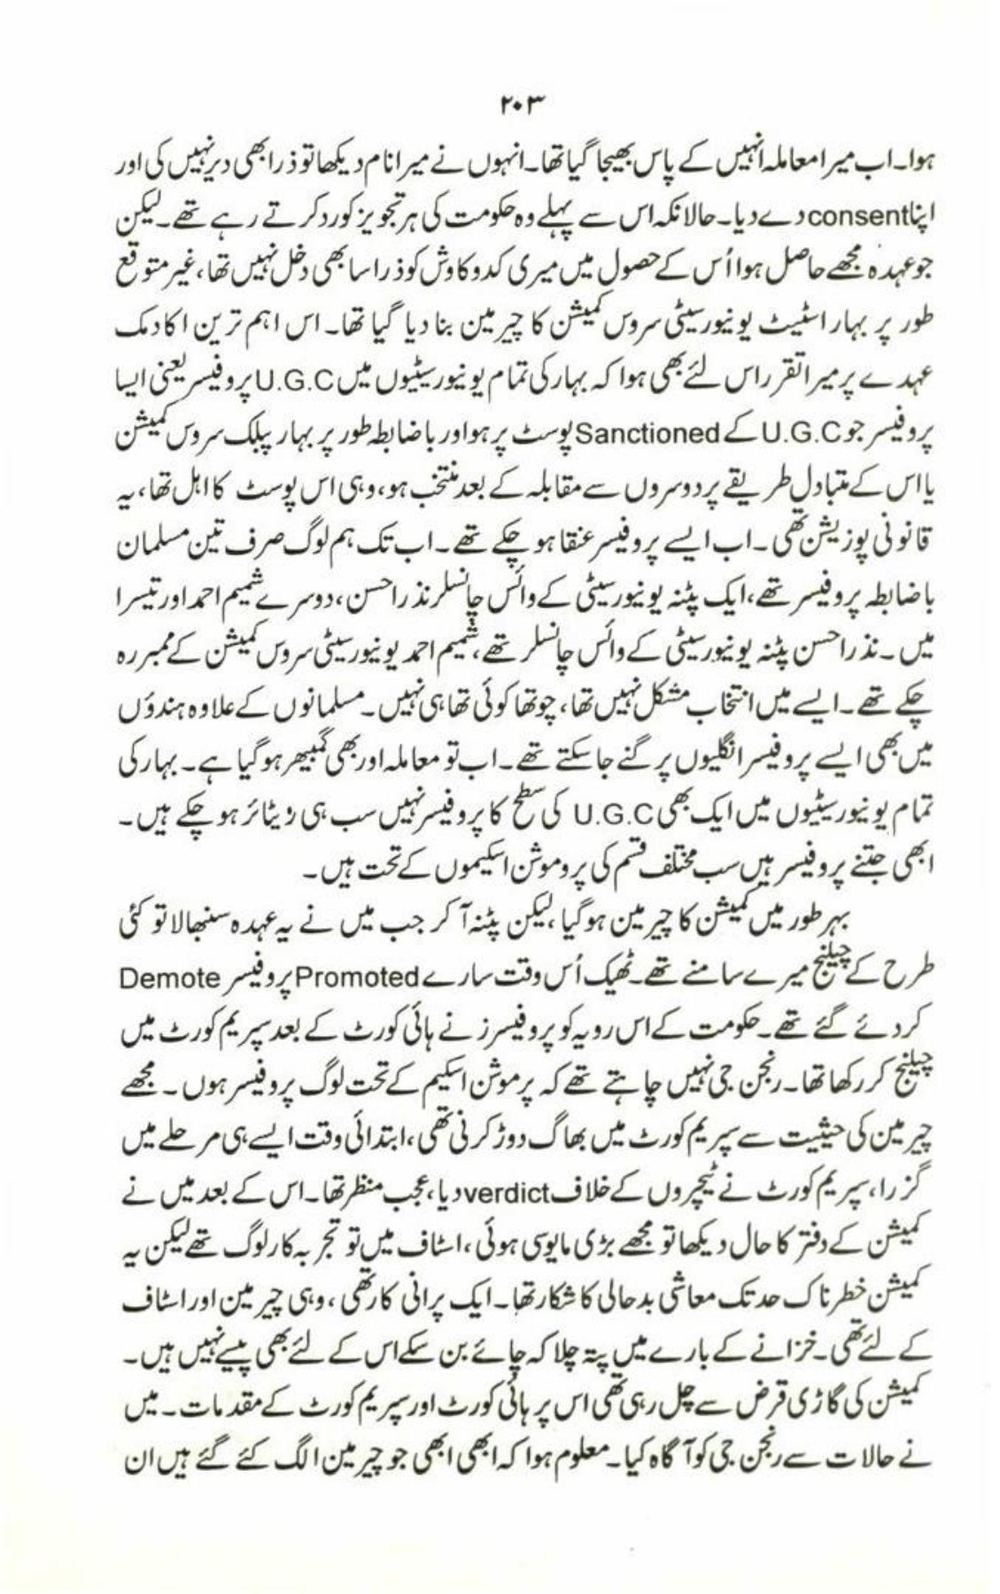 ۲۰۳
ہوا۔اب میرا معاملہ انہیں کے پاس بھیجا گیا تھا۔انہوں نے میرا نام دیکھا تو ذرا بھی دیر نہیں کی اور
اپنا consent دے دیا۔حالانکہ اس سے پہلے وہ حکومت کی ہر تجویز کو رد کرتے رہے تھے۔لیکن
جو عہدہ مجھے حاصل ہوا اُس کے حصول میں میری کدوکاوش کو ذرا سا بھی دخل نہیں تھا،غیر متوقع
طور پر بہار اسٹیٹ یونیورسیٹی سروس کمیشن کا چیرمین بنا دیا گیا تھا۔اس اہم ترین اکادمک
عہدے پر میرا تقرر اس لئے بھی ہوا کہ بہار کی تمام یونیورسیٹیوں میں U.G.C پروفیسر یعنی ایسا
پروفیسر جو U.G.C کے Sanctioned پوسٹ پر ہو اور باضابطہ طور پر بہار پبلک سروس کمیشن
یا اس کے متبادل طریقے پر دوسروں سے مقابلہ کے بعد منتخب ہو،وہی اس پوسٹ کا اہل تھا،یہ
قانونی پوزیشن تھی۔اب ایسے پروفیسر عنقا ہو چکے تھے۔اب تک ہم لوگ صرف تین مسلمان
باضابطہ پروفیسر تھے،ایک پٹنہ یونیورسیٹی کے وائس چانسلر نذر احسن،دوسرے شمیم احمد اور تیسرا
میں۔نذر احسن پٹنہ یونیورسیٹی کے وائس چانسلر تھے،شمیم احمد یونیورسیٹی سروس کمیشن کے ممبر رہ
چکے تھے۔ایسے میں انتخاب مشکل نہیں تھا،چوتھا کوئی تھا ہی نہیں۔مسلمانوں کے علاوہ ہندوٴں
میں بھی ایسے پروفیسر انگلیوں پر گنے جا سکتے تھے۔اب تو معاملہ اور بھی گمبھیر ہو گیا ہے۔بہار کی
تمام یونیورسیٹیوں میں ایک بھی U.G.C کی سطح کا پروفیسر نہیں سب ہی ریٹائر ہو چکے ہیں۔
ابھی جتنے پروفیسر ہیں سب مختلف قسم کی پروموشن اسکیموں کے تحت ہیں۔
بہر طور میں کمیشن کا چیرمین ہو گیا،لیکن پٹنہ آ کر جب میں نے یہ عہدہ سنبھالا تو کئی
طرح کے چیلنج میرے سامنے تھے۔ٹھیک اُس وقت سارے Promoted پروفیسر Demote
کر دئے گئے تھے۔حکومت کے اس رویہ کو پروفیسرز نے ہائی کورٹ کے بعد سپریم کورٹ میں
چیلنج کر رکھا تھا۔رنجن جی نہیں چاہتے تھے کہ پرموشن اسکیم کے تحت لوگ پروفیسر ہوں۔مجھے
چیرمین کی حیثیت سے سپریم کورٹ میں بھاگ دوڑ کرنی تھی،ابتدائی وقت ایسے ہی مرحلے میں
گزرا،سپریم کورٹ نے ٹیچروں کے خلاف verdict دیا،عجب منظر تھا۔اس کے بعد میں نے
کمیشن کے دفتر کا حال دیکھا تو مجھے بڑی مایوسی ہوئی،اسٹاف میں تو تجربہ کار لوگ تھے لیکن یہ
کمیشن خطرناک حد تک معاشی بدحالی کا شکار تھا۔ایک پرانی کار تھی،وہی چیرمین اور اسٹاف
کے لئے تھی۔خزانے کے بارے میں پتہ چلا کہ چائے بن سکے اس کے لئے بھی پیسے نہیں ہیں۔
کمیشن کی گاڑی قرض سے چل رہی تھی اس پر ہائی کورٹ اور سپریم کورٹ کے مقدمات۔میں
نے حالات سے رنجن جی کو آگاہ کیا۔معلوم ہوا کہ ابھی ابھی جو چیرمین الگ کئے گئے ہیں ان